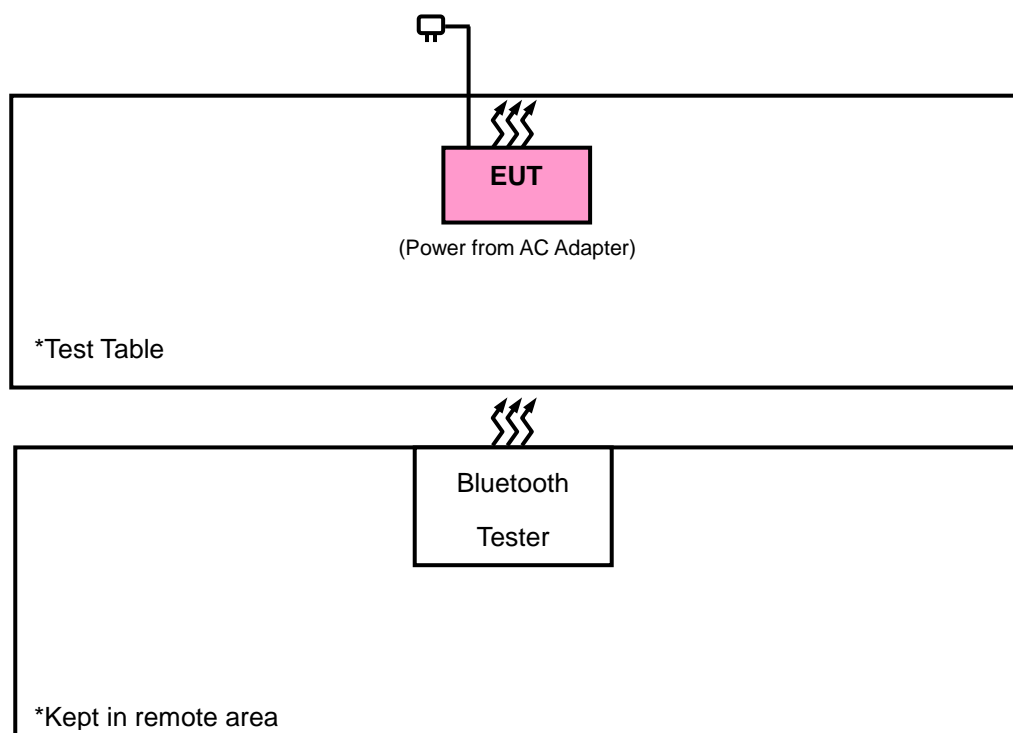 EUT
(Power from AC Adapter)
*Test Table
Bluetooth
Tester
*Kept in remote area